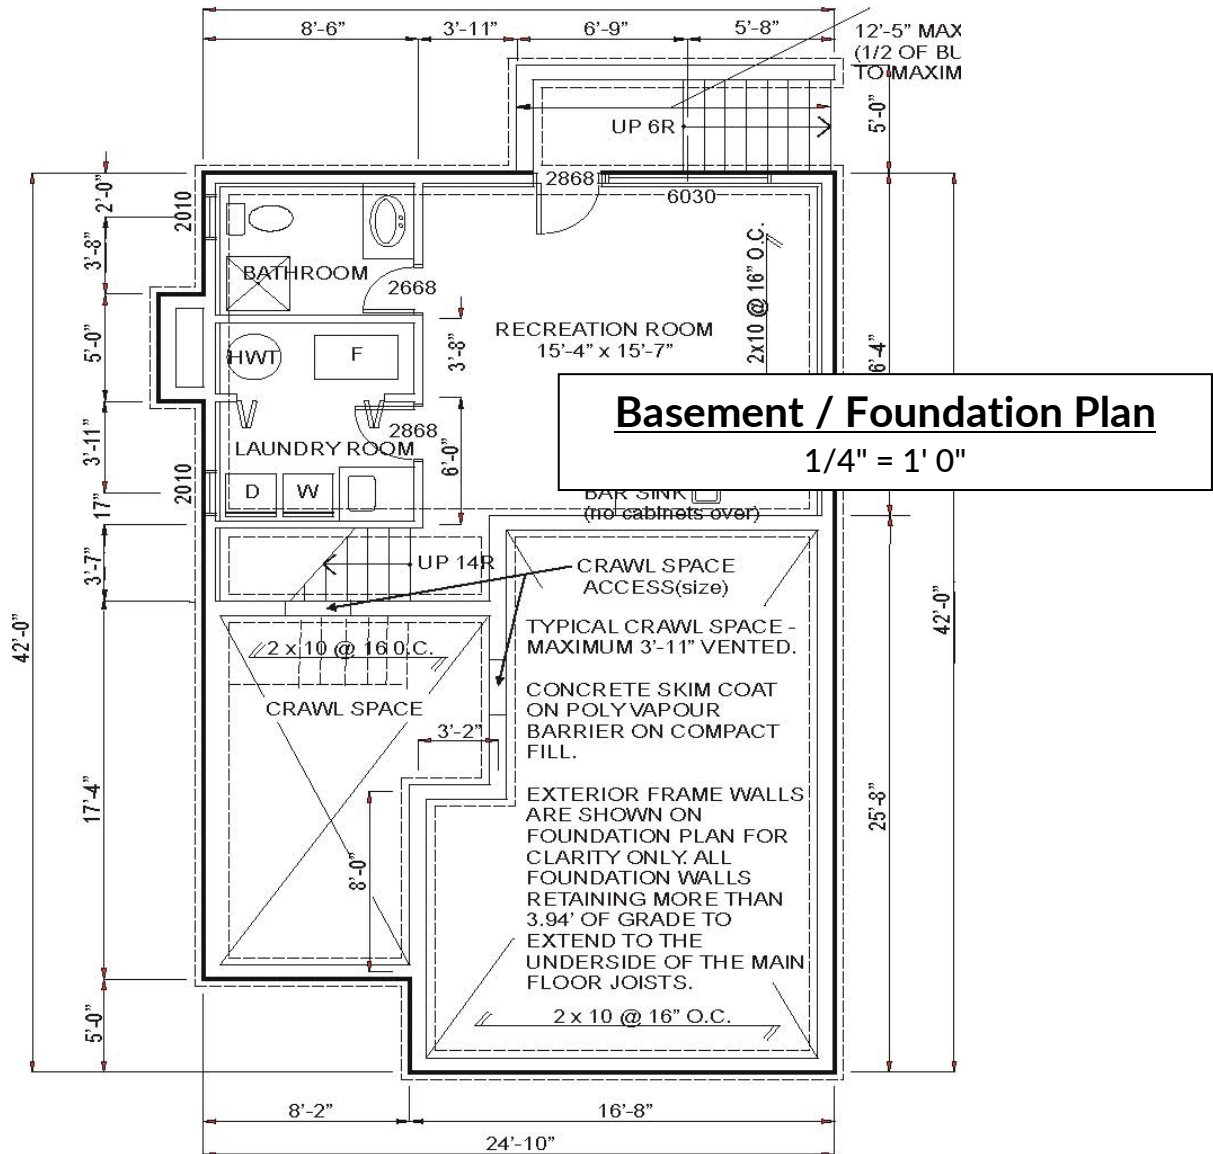 8'-6"
3'-11"
6'-9"
5'-8"
12'-5" MAX
(1/2 OF BU
TO MAXIM
UP 6R
5'-0"
2868
6030
2'-0"
2010
3'-8"
BATHROOM
2668
2x10 @ 16" O.C.
RECREATION ROOM
15'-4" x 15'-7"
5'-0"
HWT
F
3'-8"
6'-4"
Basement / Foundation Plan
1/4" = 1' 0"
3'-11"
2868
LAUNDRY ROOM
6'-0"
2010
D
W
17"
BAR SINK
(no cabinets over)
3'-7"
UP 14R
CRAWL SPACE
ACCESS(size)
42'-0"
42'-0"
TYPICAL CRAWL SPACE -
MAXIMUM 3'-11" VENTED.
2 x 10 @ 16 O.C.
CRAWL SPACE
CONCRETE SKIM COAT
ON POLY VAPOUR
BARRIER ON COMPACT
FILL.
3'-2"
17'-4"
8'-0"
25'-8"
EXTERIOR FRAME WALLS
ARE SHOWN ON
FOUNDATION PLAN FOR
CLARITY ONLY. ALL
FOUNDATION WALLS
RETAINING MORE THAN
3.94' OF GRADE TO
EXTEND TO THE
UNDERSIDE OF THE MAIN
FLOOR JOISTS.
2 x 10 @ 16" O.C.
5'-0"
8'-2"
16'-8"
24'-10"